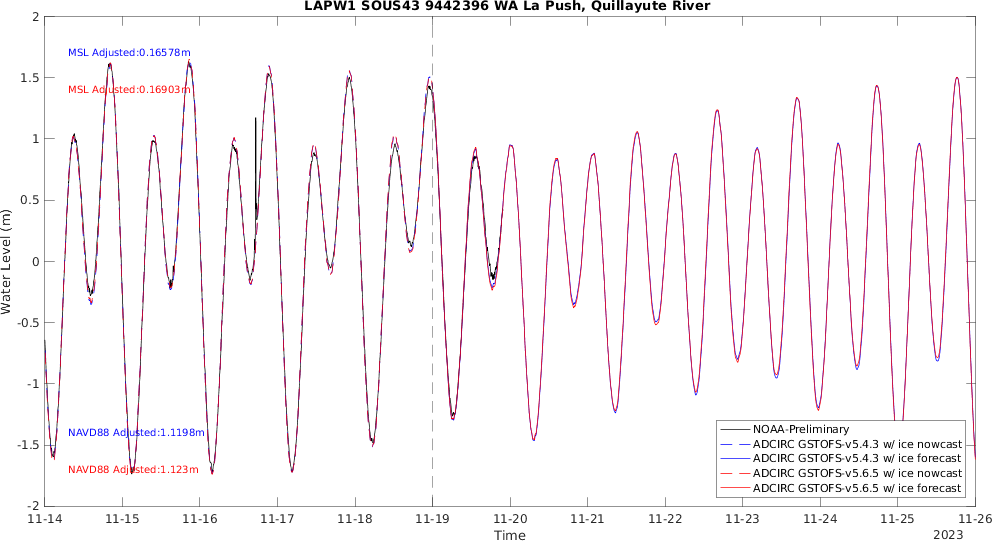 LAPW1 SOUS43 9442396 WA La Push, Quillayute River
2
1.5
1
0.5
0
-0.5
-1
-1.5
-2
Water Level (m)
MSL Adjusted:0.16578m
MSL Adjusted:0.16903m
NAVD88 Adjusted:1.1198m
NAVD88 Adjusted:1.123m
NOAA-Preliminary
ADCIRC GSTOFS-v5.4.3 w/ ice nowcast
ADCIRC GSTOFS-v5.4.3 w/ ice forecast
ADCIRC GSTOFS-v5.6.5 w/ ice nowcast
ADCIRC GSTOFS-v5.6.5 w/ ice forecast
11-14 11-15 11-16 11-17 11-18 11-19 11-20 11-21 11-22 11-23 11-24 11-25 11-26
Time
2023